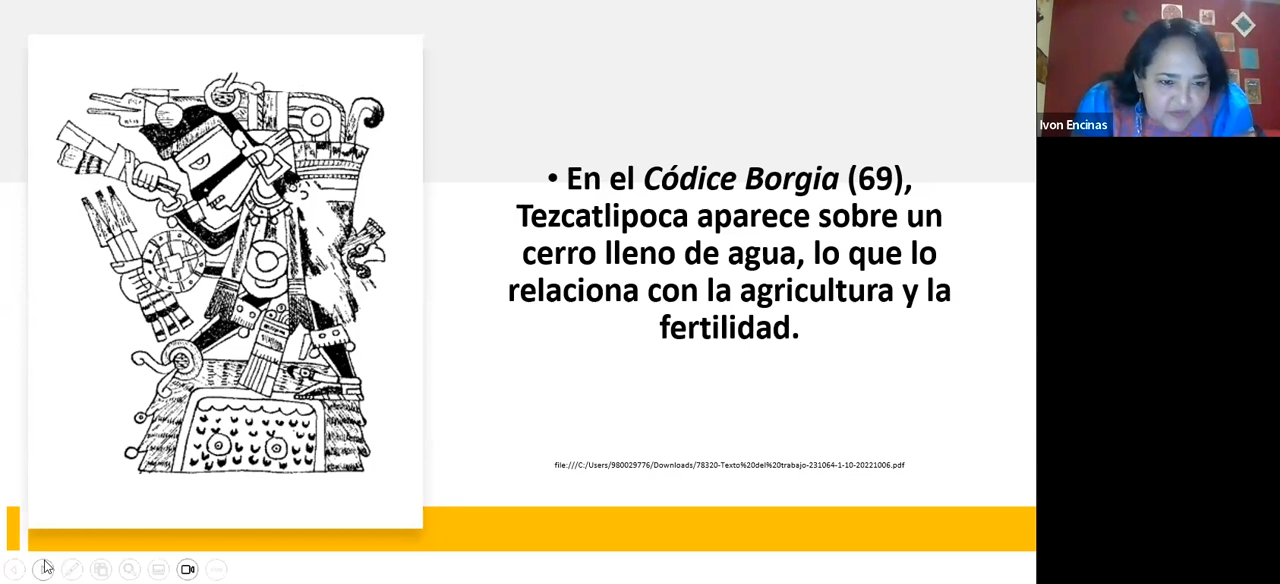 • En el Códice Borgia (69),
Tezcatlipoca aparece sobre un
cerro lleno de agua, lo que lo
relaciona con la agricultura y la
fertilidad.
file:///C:/Users/980029776/Downloads/78320-Texto%20del%20trabajo-231064-1-10-20221006.pdf
Ivon Encinas